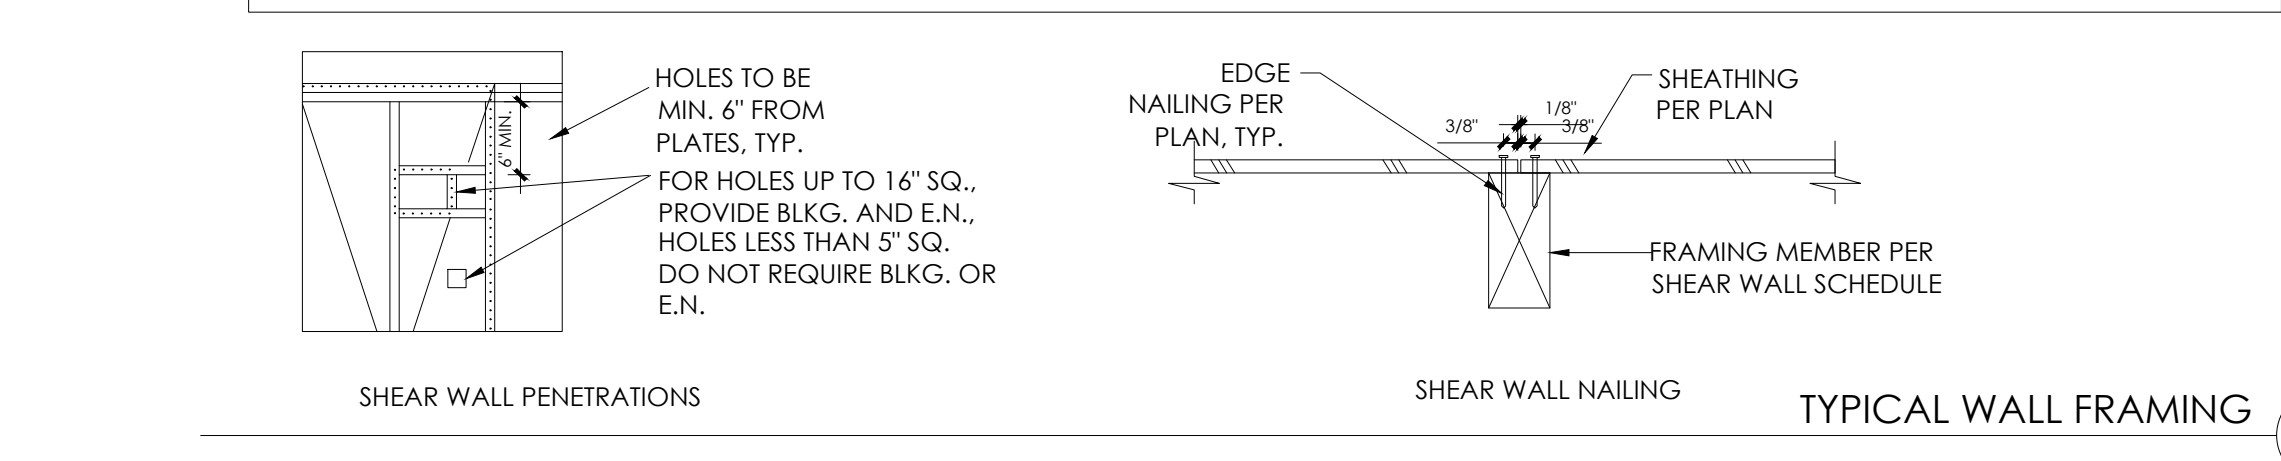 HOLES TO BE
MIN. 6" FROM
PLATES, TYP.
6" MIN.
FOR HOLES UP TO 16" SQ.,
PROVIDE BLKG. AND E.N.,
HOLES LESS THAN 5" SQ.
DO NOT REQUIRE BLKG. OR
E.N.
SHEAR WALL PENETRATIONS
EDGE
NAILING PER
PLAN, TYP.
3/8"
1/8"
3/8"
SHEATHING
PER PLAN
FRAMING MEMBER PER
SHEAR WALL SCHEDULE
SHEAR WALL NAILING
TYPICAL WALL FRAMING